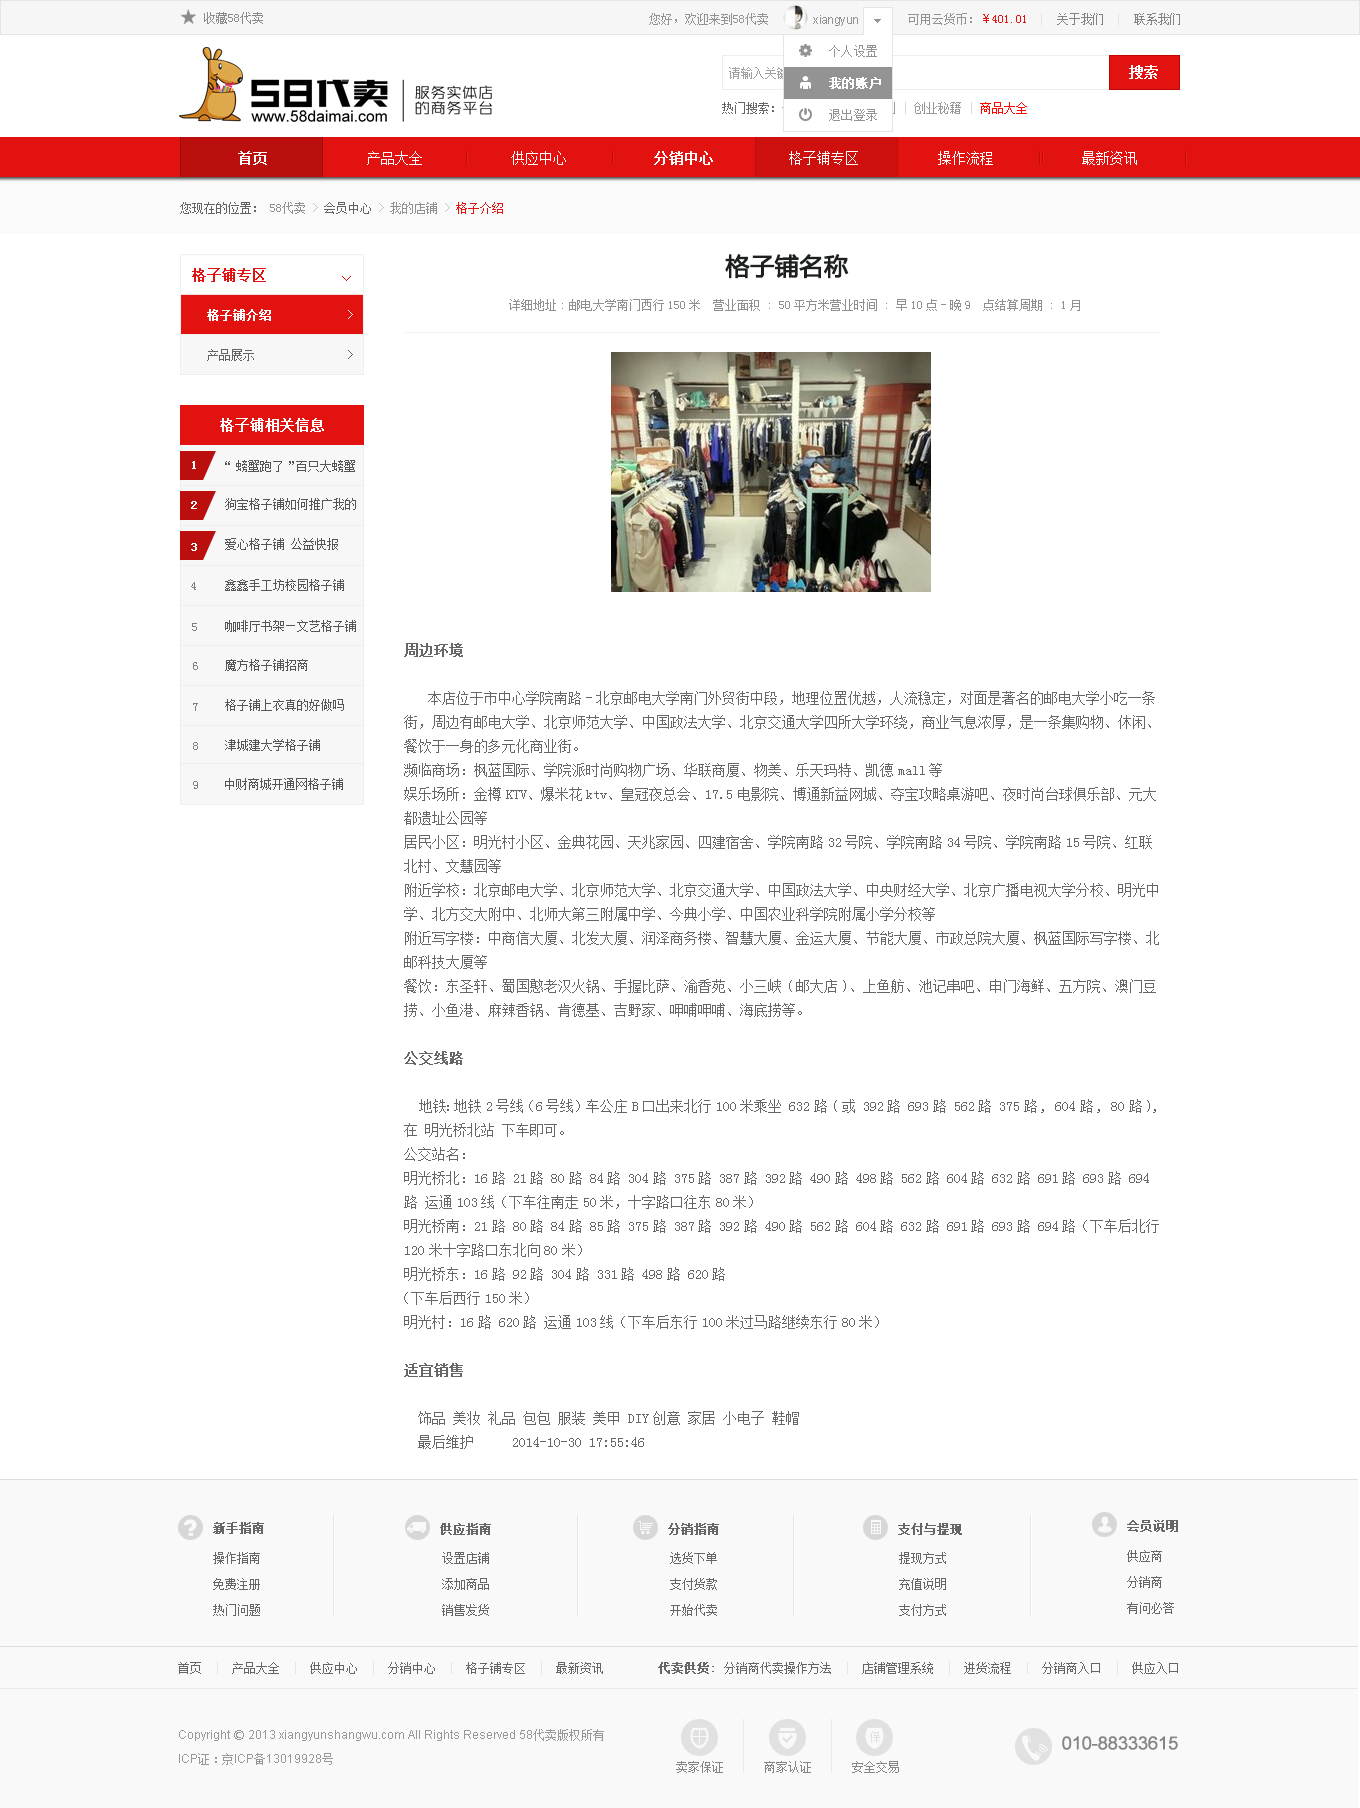 收藏58代卖
您好，欢迎来到58代卖 xiangyun 可用云货币：￥401.01 关于我们 联系我们
个人设置
我的账户
退出登录
58代卖
www.58daimai.com
服务实体店
的商务平台
请输入关键 搜索
热门搜索： 创业秘籍 商品大全
首页 产品大全 供应中心 分销中心 格子铺专区 操作流程 最新资讯
您现在的位置： 58代卖 > 会员中心 > 我的店铺 > 格子介绍
格子铺专区
格子铺介绍
产品展示
格子铺相关信息
1 “ 螃蟹跑了 ”百只大螃蟹
2 狗宝格子铺如何推广我的
3 爱心格子铺 公益快报
4 鑫鑫手工坊校园格子铺
5 咖啡厅书架—文艺格子铺
6 魔方格子铺招商
7 格子铺上衣真的好做吗
8 津城建大学格子铺
9 中财商城开通网格子铺
格子铺名称
详细地址：邮电大学南门西行 150 米 营业面积 ： 50 平方米营业时间 ： 早 10 点－晚 9 点结算周期 ： 1 月
周边环境
本店位于市中心学院南路－北京邮电大学南门外贸街中段，地理位置优越，人流稳定，对面是著名的邮电大学小吃一条
街，周边有邮电大学、北京师范大学、中国政法大学、北京交通大学四所大学环绕，商业气息浓厚，是一条集购物、休闲、
餐饮于一身的多元化商业街。
濒临商场：枫蓝国际、学院派时尚购物广场、华联商厦、物美、乐天玛特、凯德 mall 等
娱乐场所：金樽 KTV、爆米花 ktv、皇冠夜总会、17.5 电影院、博通新益网城、夺宝攻略桌游吧、夜时尚台球俱乐部、元大
都遗址公园等
居民小区：明光村小区、金典花园、天兆家园、四建宿舍、学院南路 32 号院、学院南路 34 号院、学院南路 15 号院、红联
北村、文慧园等
附近学校：北京邮电大学、北京师范大学、北京交通大学、中国政法大学、中央财经大学、北京广播电视大学分校、明光中
学、北方交大附中、北师大第三附属中学、今典小学、中国农业科学院附属小学分校等
附近写字楼：中商信大厦、北发大厦、润泽商务楼、智慧大厦、金运大厦、节能大厦、市政总院大厦、枫蓝国际写字楼、北
邮科技大厦等
餐饮：东圣轩、蜀国憨老汉火锅、手握比萨、渝香苑、小三峡（邮大店 ）、上鱼舫、池记串吧、申门海鲜、五方院、澳门豆
捞、小鱼港、麻辣香锅、肯德基、吉野家、呷哺呷哺、海底捞等。
公交线路
地铁：地铁 2 号线（6 号线）车公庄 B 口出来北行 100 米乘坐 632 路 ( 或 392 路 693 路 562 路 375 路, 604 路, 80 路),
在 明光桥北站 下车即可。
公交站名：
明光桥北：16 路 21 路 80 路 84 路 304 路 375 路 387 路 392 路 490 路 498 路 562 路 604 路 632 路 691 路 693 路 694
路 运通 103 线（下车往南走 50 米，十字路口往东 80 米）
明光桥南：21 路 80 路 84 路 85 路 375 路 387 路 392 路 490 路 562 路 604 路 632 路 691 路 693 路 694 路（下车后北行
120 米十字路口东北向 80 米）
明光桥东：16 路 92 路 304 路 331 路 498 路 620 路
（下车后西行 150 米）
明光村：16 路 620 路 运通 103 线（下车后东行 100 米过马路继续东行 80 米）
适宜销售
饰品 美妆 礼品 包包 服装 美甲 DIY 创意 家居 小电子 鞋帽
最后维护 2014-10-30 17:55:46
新手指南 供应指南 分销指南 支付与提现 会员说明
操作指南 设置店铺 选货下单 提现方式 供应商
免费注册 添加商品 支付货款 充值说明 分销商
热门问题 销售发货 开始代卖 支付方式 有问必答
首页 产品大全 供应中心 分销中心 格子铺专区 最新资讯 代卖供货： 分销商代卖操作方法 店铺管理系统 进货流程 分销商入口 供应入口
Copyright © 2013 xiangyunshangwu.com All Rights Reserved 58代卖版权所有
ICP证：京ICP备13019928号
保
卖家保证 商家认证 安全交易
010-88333615